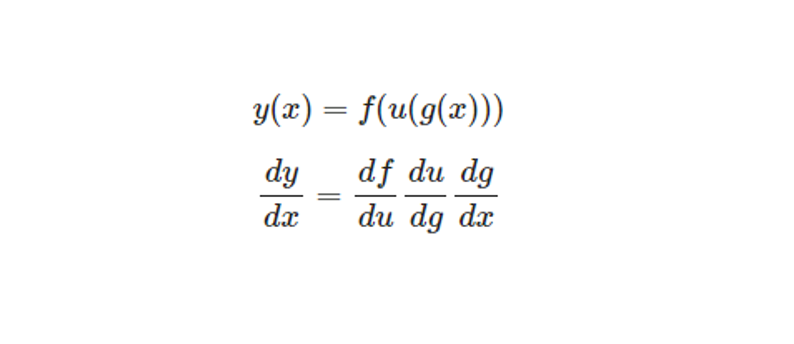 y(x) = f(u(g(x)))
dy/dx = df/du du/dg dg/dx